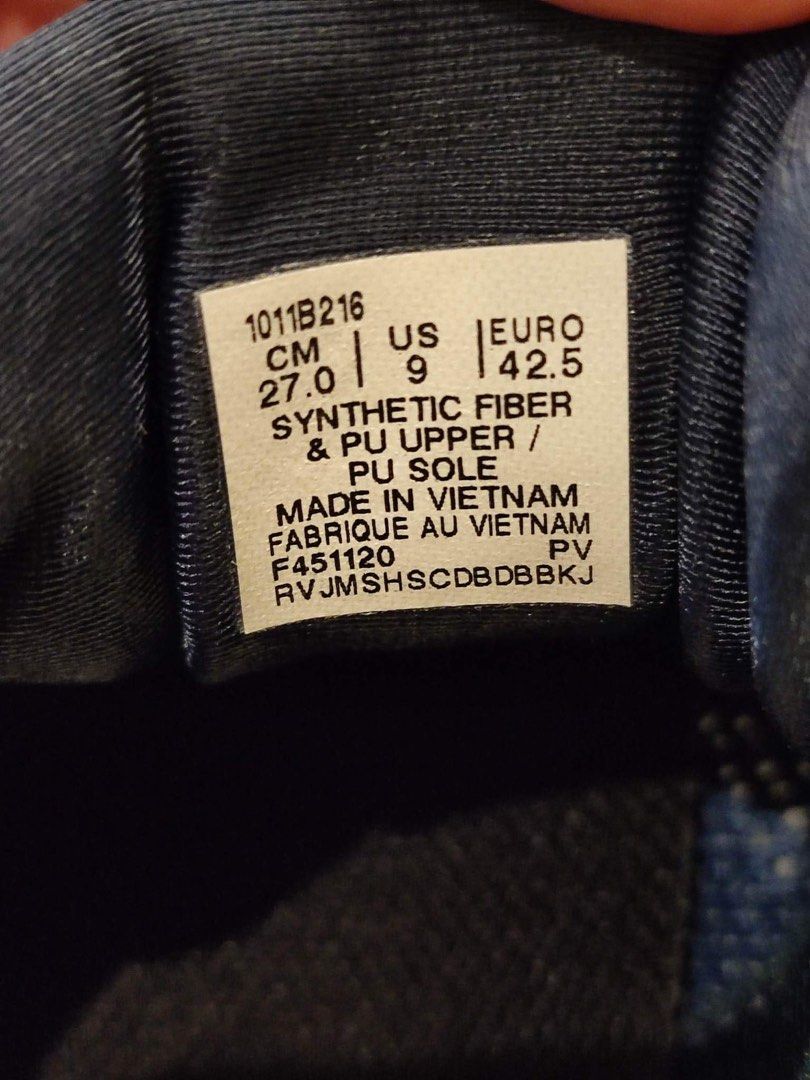 1011B216
CM | US | EURO
27.0 | 9 | 42.5
SYNTHETIC FIBER
& PU UPPER /
PU SOLE
MADE IN VIETNAM
FABRIQUE AU VIETNAM
F451120 PV
RVJMSHSCDBDBBKJ